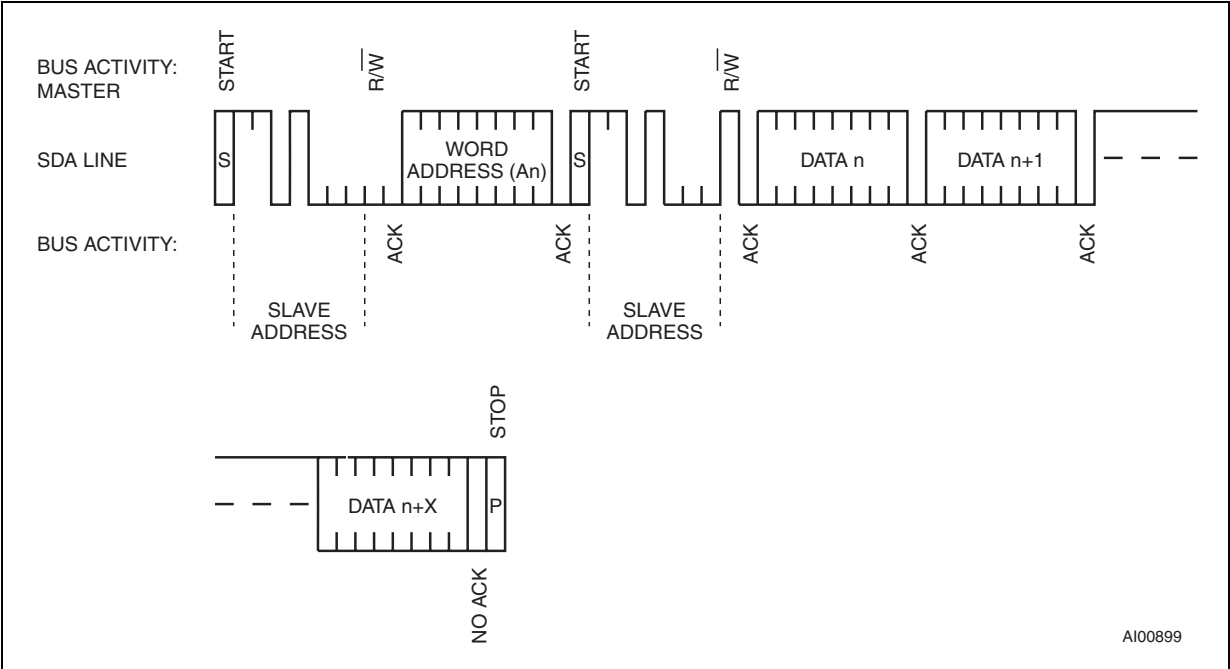 BUS ACTIVITY:
MASTER
START
R/W
START
R/W
SDA LINE
S
WORD
ADDRESS (An)
S
DATA n
DATA n+1
BUS ACTIVITY:
ACK
ACK
ACK
ACK
ACK
SLAVE
ADDRESS
SLAVE
ADDRESS
STOP
DATA n+X
P
NO ACK
AI00899